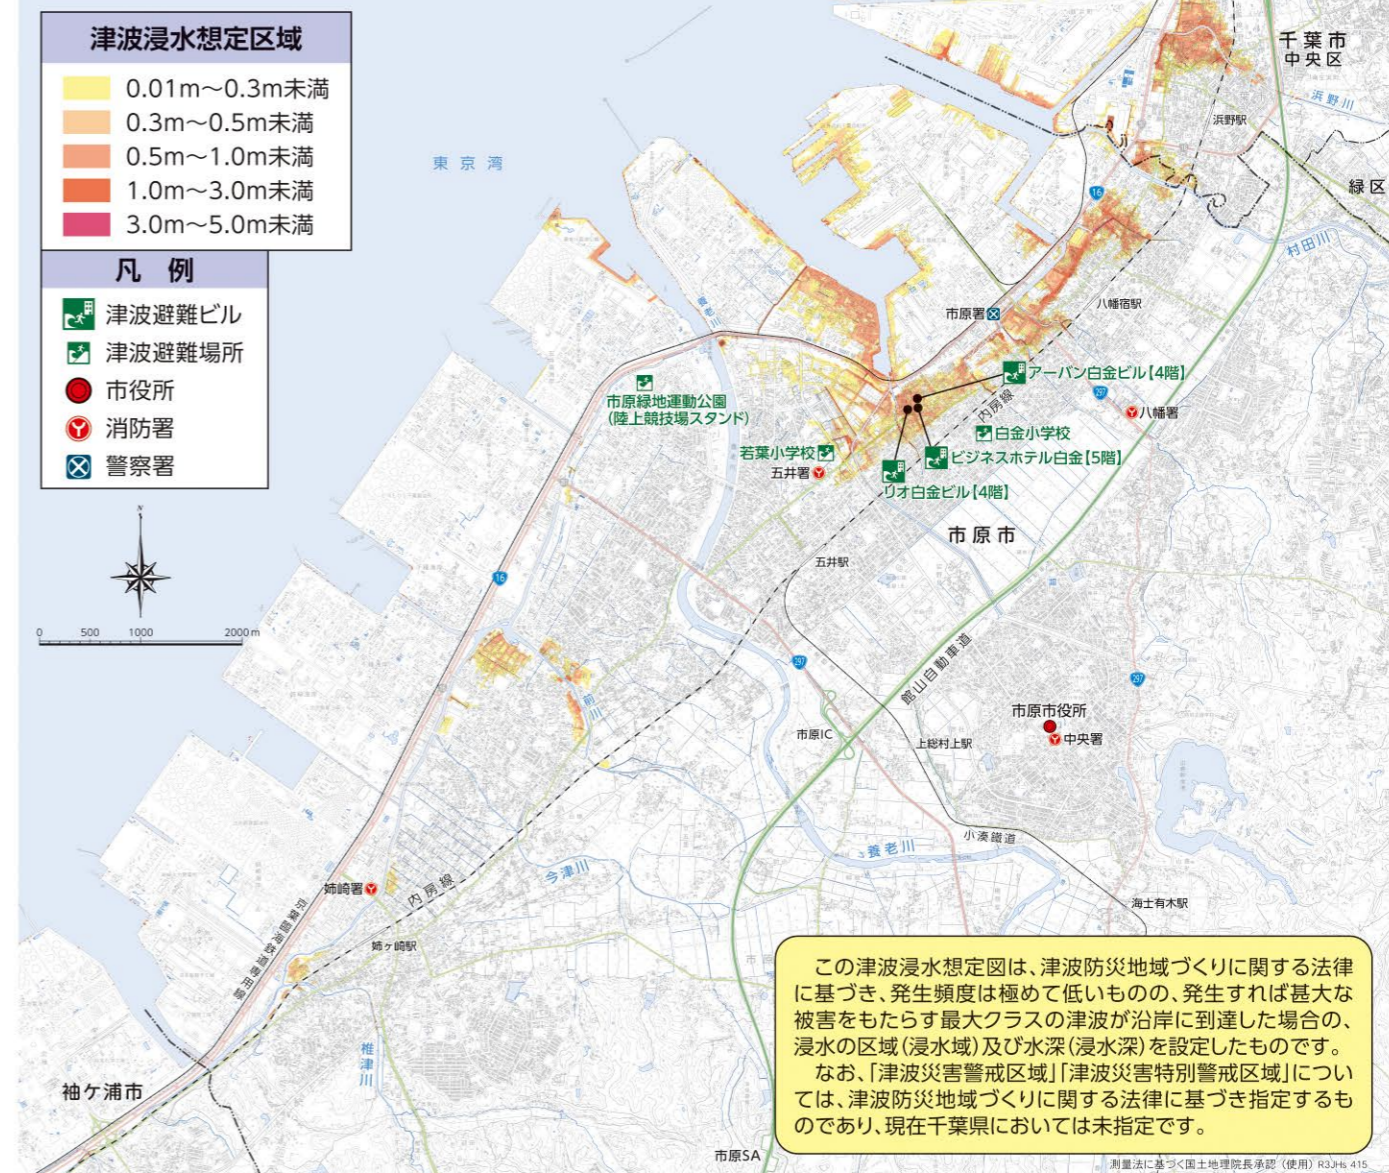 津波浸水想定区域
0.01m〜0.3m未満
0.3m〜0.5m未満
0.5m〜1.0m未満
1.0m〜3.0m未満
3.0m〜5.0m未満
凡 例
津波避難ビル
津波避難場所
市役所
消防署
警察署
N
0 500 1000 2000m
東京湾
千葉市
中央区
浜野川
浜野駅
緑区
16
村田川
八幡宿駅
市原署
アーバン白金ビル【4階】
内房線
297
八幡署
養老川
市原緑地運動公園
(陸上競技場スタンド)
白金小学校
若葉小学校
五井署
ビジネスホテル白金【5階】
リオ白金ビル【4階】
市原市
五井駅
16
297
館山自動車道
297
前川
市原市役所
中央署
市原IC
上総村上駅
小湊鐵道
養老川
今津川
内房線
姉崎署
京葉臨海鉄道専用線
姉ヶ崎駅
海士有木駅
椎津川
袖ケ浦市
市原SA
この津波浸水想定図は、津波防災地域づくりに関する法律
に基づき、発生頻度は極めて低いものの、発生すれば甚大な
被害をもたらす最大クラスの津波が沿岸に到達した場合の、
浸水の区域(浸水域)及び水深(浸水深)を設定したものです。
なお、「津波災害警戒区域」「津波災害特別警戒区域」につい
ては、津波防災地域づくりに関する法律に基づき指定するも
のであり、現在千葉県においては未指定です。
測量法に基づく国土地理院長承認(使用)R3JHs 415